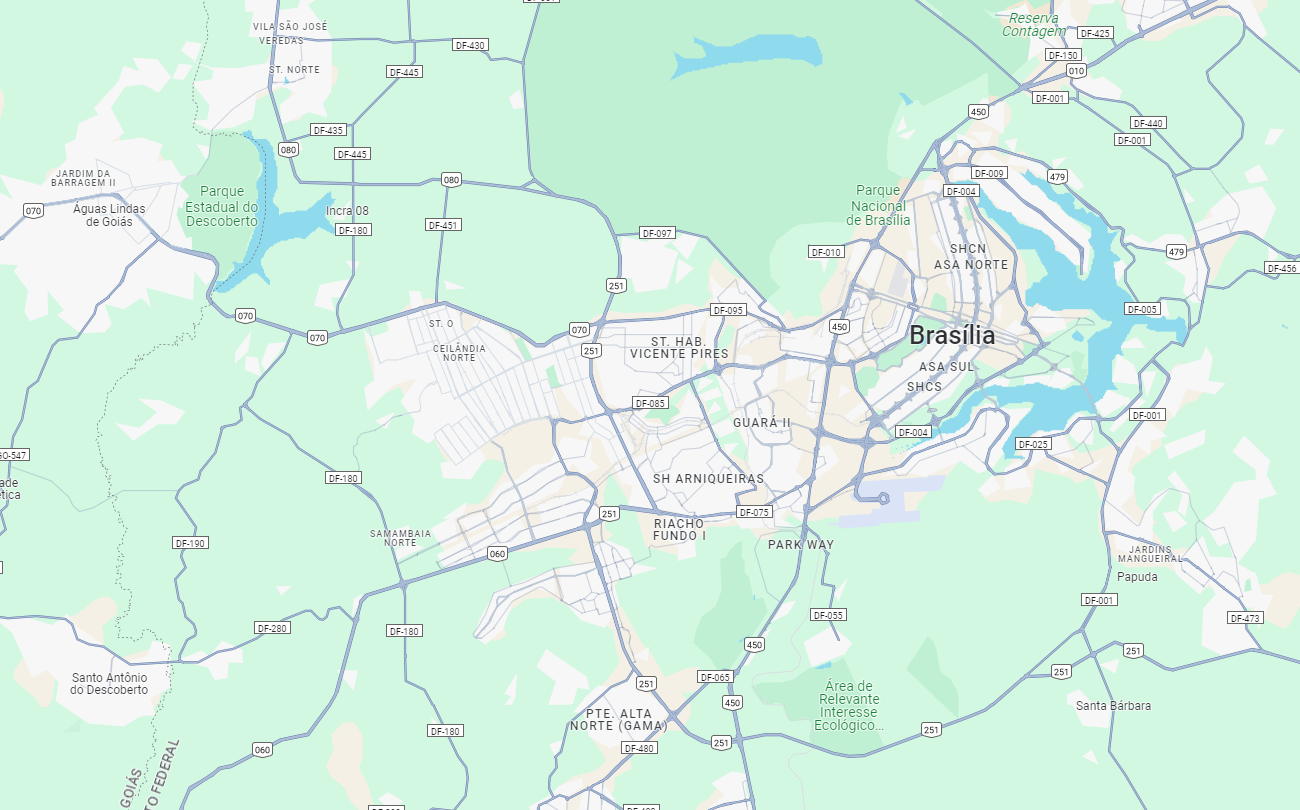 Reserva
Contagem
VILA SÃO JOSÉ
VEREDAS
DF-425
DF-430
DF-150
ST. NORTE
DF-445
010
DF-001
450
DF-440
DF-435
DF-001
080
DF-445
JARDIM DA
BARRAGEM II
080
DF-009
479
Parque
Estadual do
Descoberto
DF-004
Parque
Nacional
de Brasília
070
Águas Lindas
de Goiás
Incra 08
DF-180
DF-451
DF-097
SHCN
ASA NORTE
DF-010
479
DF-456
251
070
DF-095
DF-005
ST. O
070
070
450
Brasília
CEILÂNDIA
NORTE
251
ST. HAB.
VICENTE PIRES
ASA SUL
SHCS
DF-085
DF-001
GUARÁ II
DF-004
DF-025
GO-547
DF-180
SH ARNIQUEIRAS
ade
ética
251
DF-075
RIACHO
FUNDO I
SAMAMBAIA
NORTE
DF-190
060
PARK WAY
JARDINS
MANGUEIRAL
Papuda
DF-001
DF-055
DF-473
DF-280
DF-180
450
251
251
Santo Antônio
do Descoberto
251
DF-065
Área de
Relevante
Interesse
Ecológico...
450
Santa Bárbara
PTE. ALTA
NORTE (GAMA)
DF-180
251
251
060
DF-480
GOIÁS
TO FEDERAL